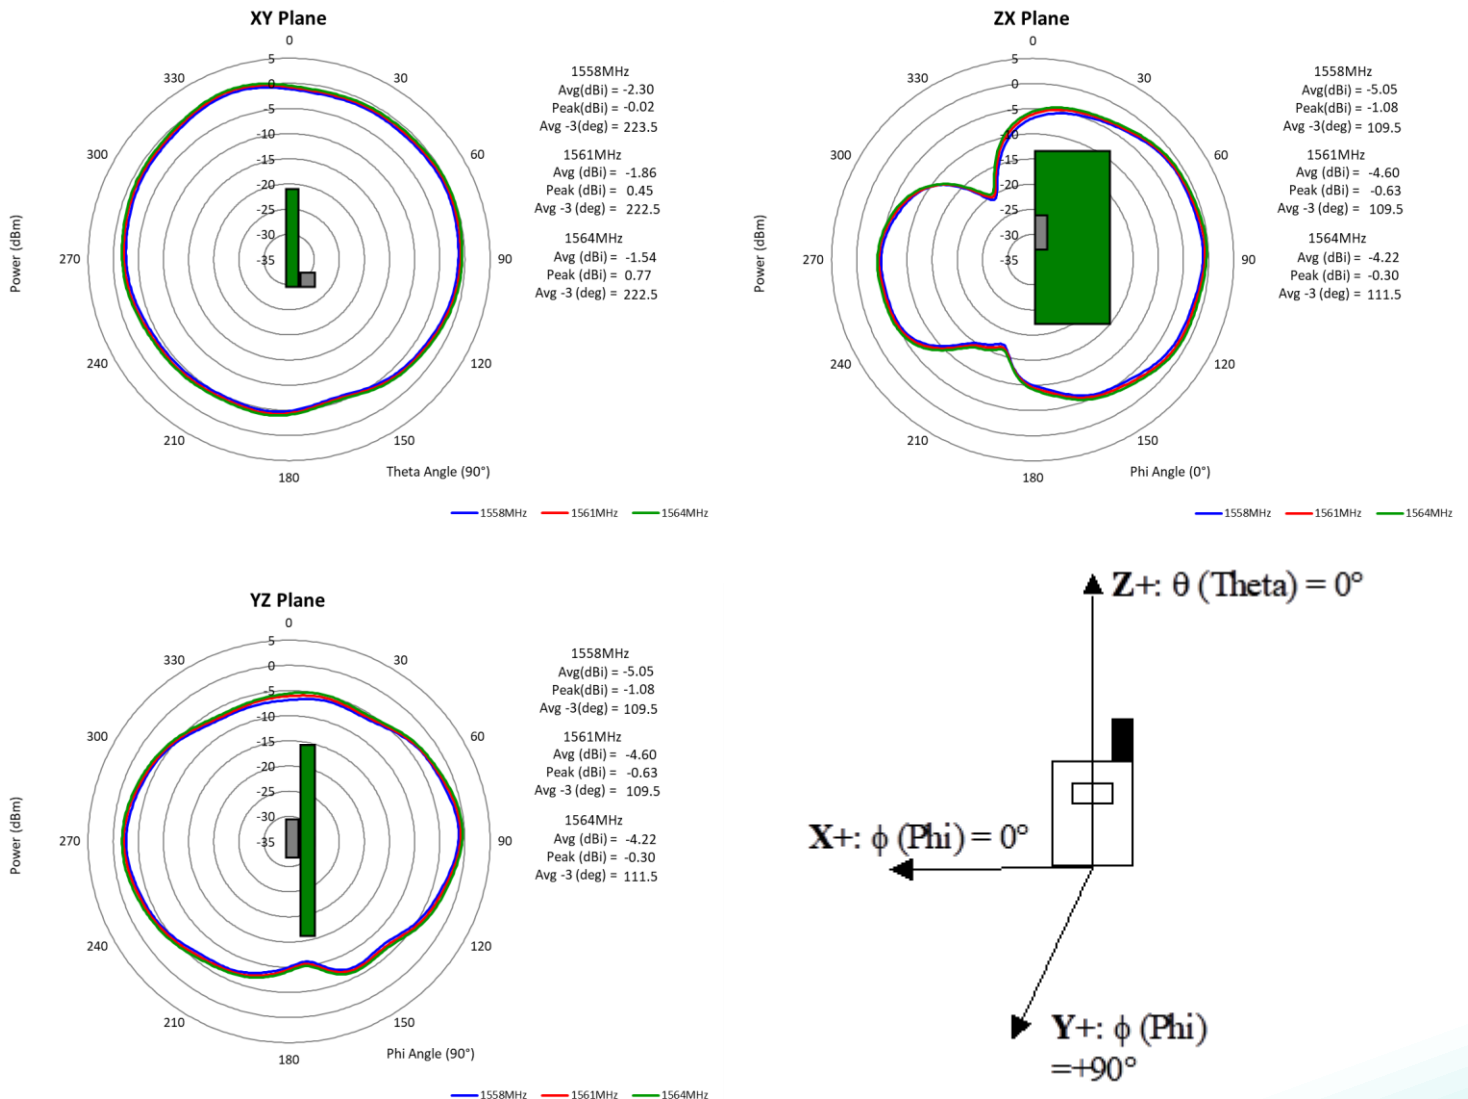 XY Plane
0
5
0
-5
-10
-15
-20
-25
-30
-35
330
30
300
60
270
90
240
120
210
150
180
Power (dBm)
Theta Angle (90°)
1558MHz
Avg(dBi) = -2.30
Peak(dBi) = -0.02
Avg -3(deg) = 223.5
1561MHz
Avg (dBi) = -1.86
Peak (dBi) = 0.45
Avg -3 (deg) = 222.5
1564MHz
Avg (dBi) = -1.54
Peak (dBi) = 0.77
Avg -3 (deg) = 222.5
1558MHz 1561MHz 1564MHz
ZX Plane
0
5
0
-5
-10
-15
-20
-25
-30
-35
330
30
300
60
270
90
240
120
210
150
180
Power (dBm)
Phi Angle (0°)
1558MHz
Avg(dBi) = -5.05
Peak(dBi) = -1.08
Avg -3(deg) = 109.5
1561MHz
Avg (dBi) = -4.60
Peak (dBi) = -0.63
Avg -3 (deg) = 109.5
1564MHz
Avg (dBi) = -4.22
Peak (dBi) = -0.30
Avg -3 (deg) = 111.5
1558MHz 1561MHz 1564MHz
YZ Plane
0
5
0
-5
-10
-15
-20
-25
-30
-35
330
30
300
60
270
90
240
120
210
150
180
Power (dBm)
Phi Angle (90°)
1558MHz
Avg(dBi) = -5.05
Peak(dBi) = -1.08
Avg -3(deg) = 109.5
1561MHz
Avg (dBi) = -4.60
Peak (dBi) = -0.63
Avg -3 (deg) = 109.5
1564MHz
Avg (dBi) = -4.22
Peak (dBi) = -0.30
Avg -3 (deg) = 111.5
1558MHz 1561MHz 1564MHz
Z+: θ (Theta) = 0°
X+: ϕ (Phi) = 0°
Y+: ϕ (Phi)
=+90°